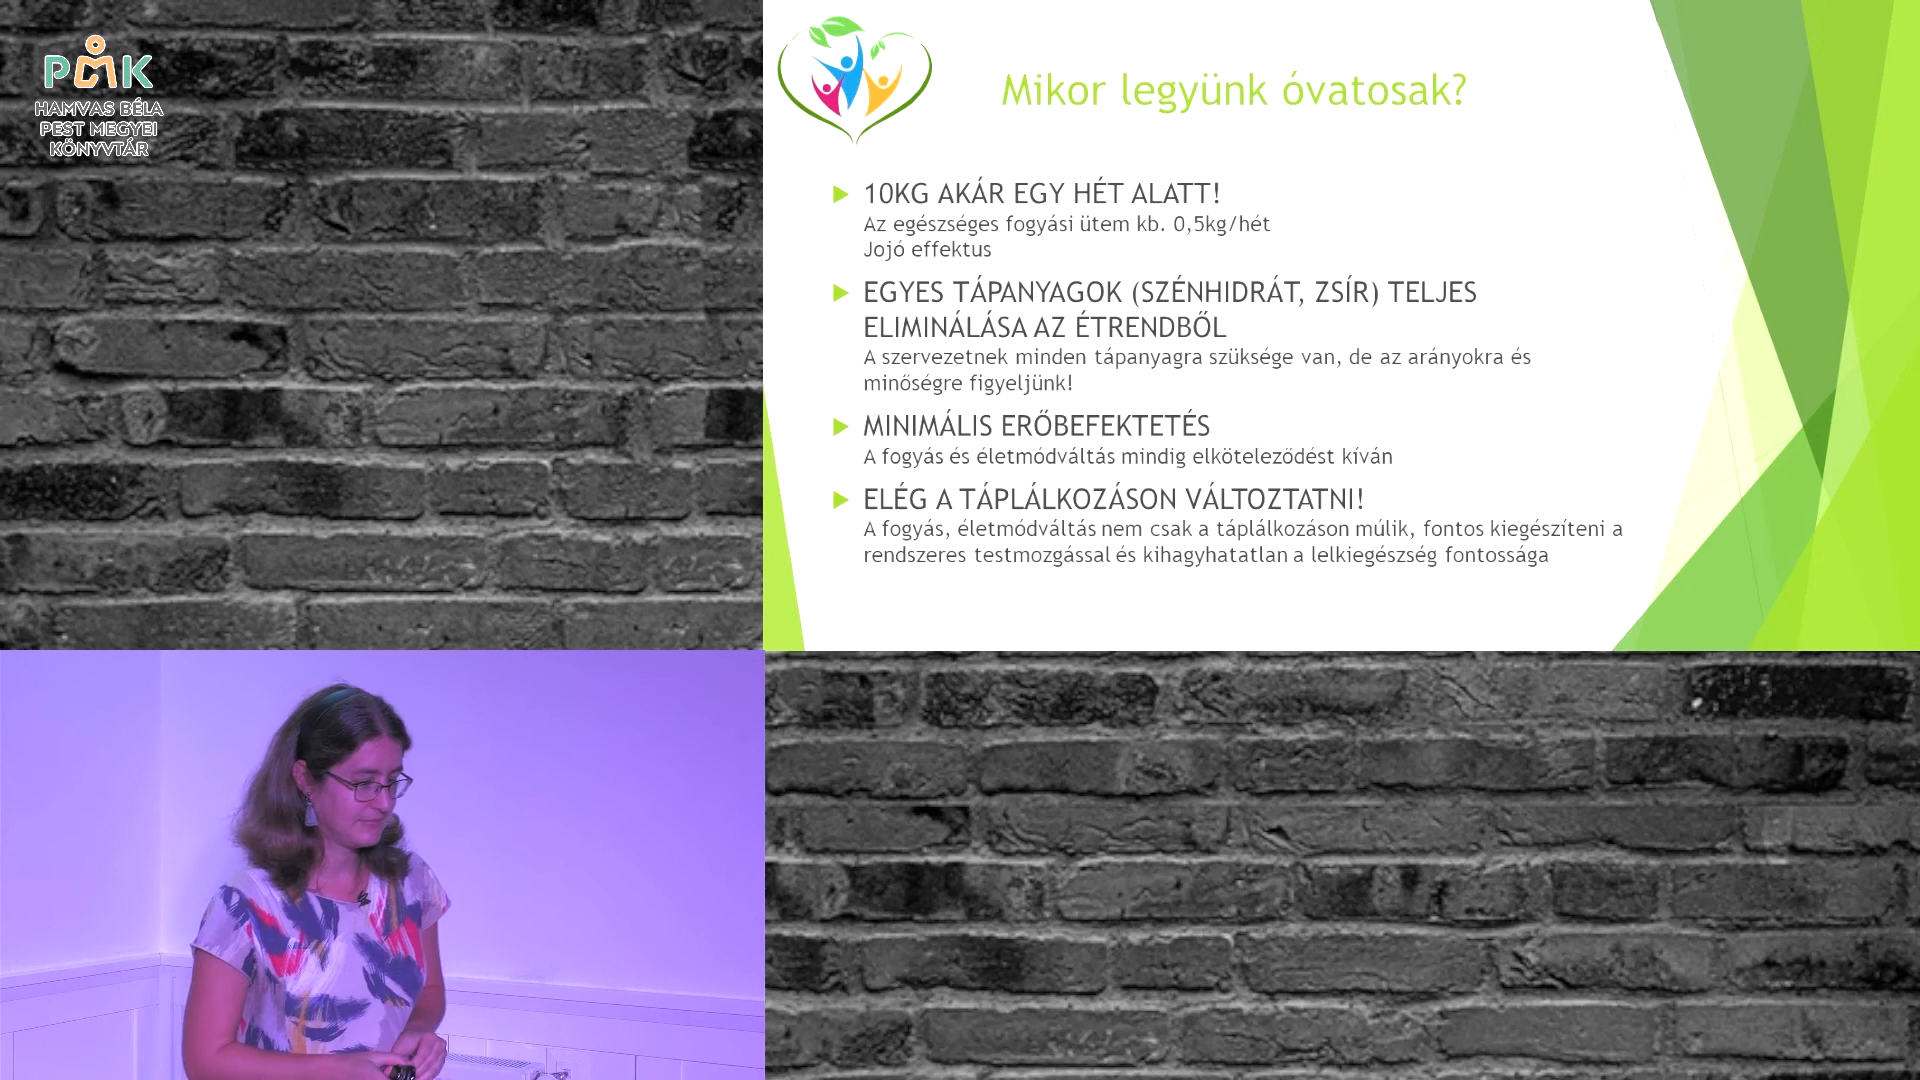 PMK
HAMVAS BÉLA
PEST MEGYEI
KÖNYVTÁR
Mikor legyünk óvatosak?
10KG AKÁR EGY HÉT ALATT!
Az egészséges fogyási ütem kb. 0,5kg/hét
Jojó effektus
EGYES TÁPANYAGOK (SZÉNHIDRÁT, ZSÍR) TELJES
ELIMINÁLÁSA AZ ÉTRENDBŐL
A szervezetnek minden tápanyagra szüksége van, de az arányokra és
minőségre figyeljünk!
MINIMÁLIS ERŐBEFEKTETÉS
A fogyás és életmódváltás mindig elköteleződést kíván
ELÉG A TÁPLÁLKOZÁSON VÁLTOZTATNI!
A fogyás, életmódváltás nem csak a táplálkozáson múlik, fontos kiegészíteni a
rendszeres testmozgással és kihagyhatatlan a lelkiegészség fontossága